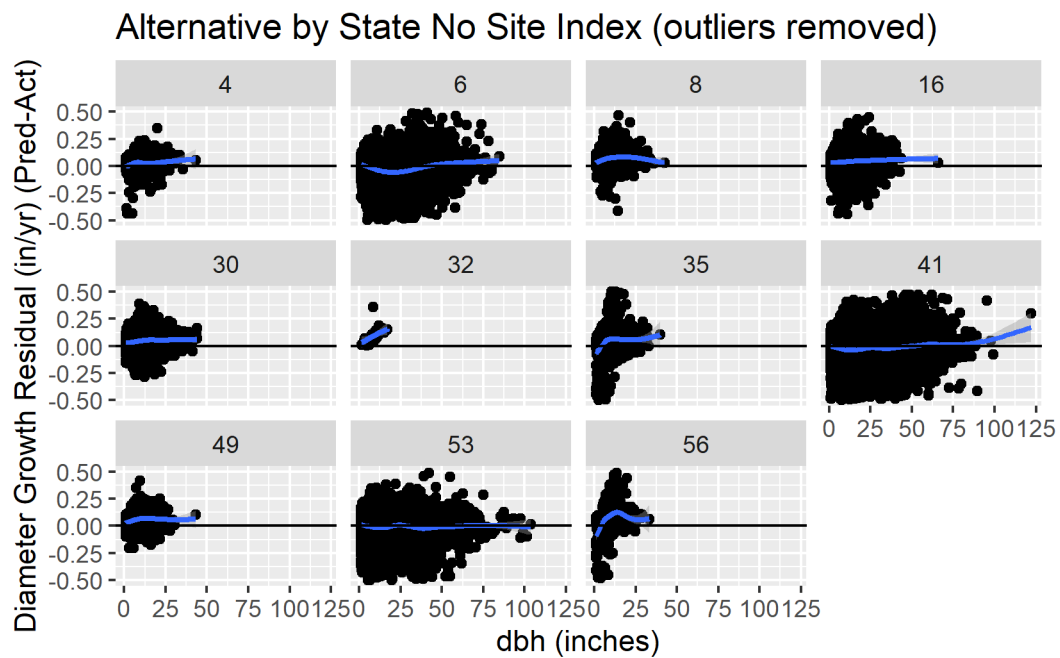 Alternative by State No Site Index (outliers removed)
Diameter Growth Residual (in/yr) (Pred-Act)
4 6 8 16
0.50
0.25
0.00
-0.25
-0.50
30 32 35 41
0.50
0.25
0.00
-0.25
-0.50
0 25 50 75 100 125
49 53 56
0.50
0.25
0.00
-0.25
-0.50
0 25 50 75 100 125 0 25 50 75 100 125 0 25 50 75 100 125
dbh (inches)